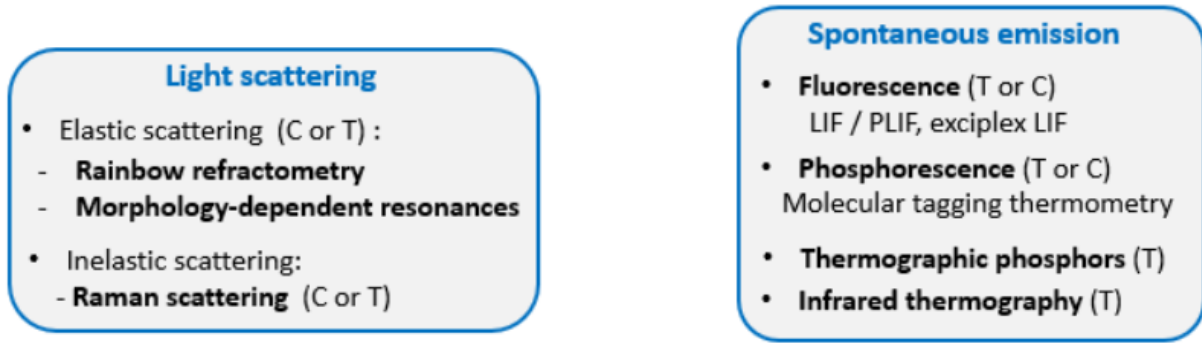 Light scattering
• Elastic scattering (C or T) :
- Rainbow refractometry
- Morphology-dependent resonances
• Inelastic scattering:
- Raman scattering (C or T)
Spontaneous emission
• Fluorescence (T or C)
LIF / PLIF, exciplex LIF
• Phosphorescence (T or C)
Molecular tagging thermometry
• Thermographic phosphors (T)
• Infrared thermography (T)